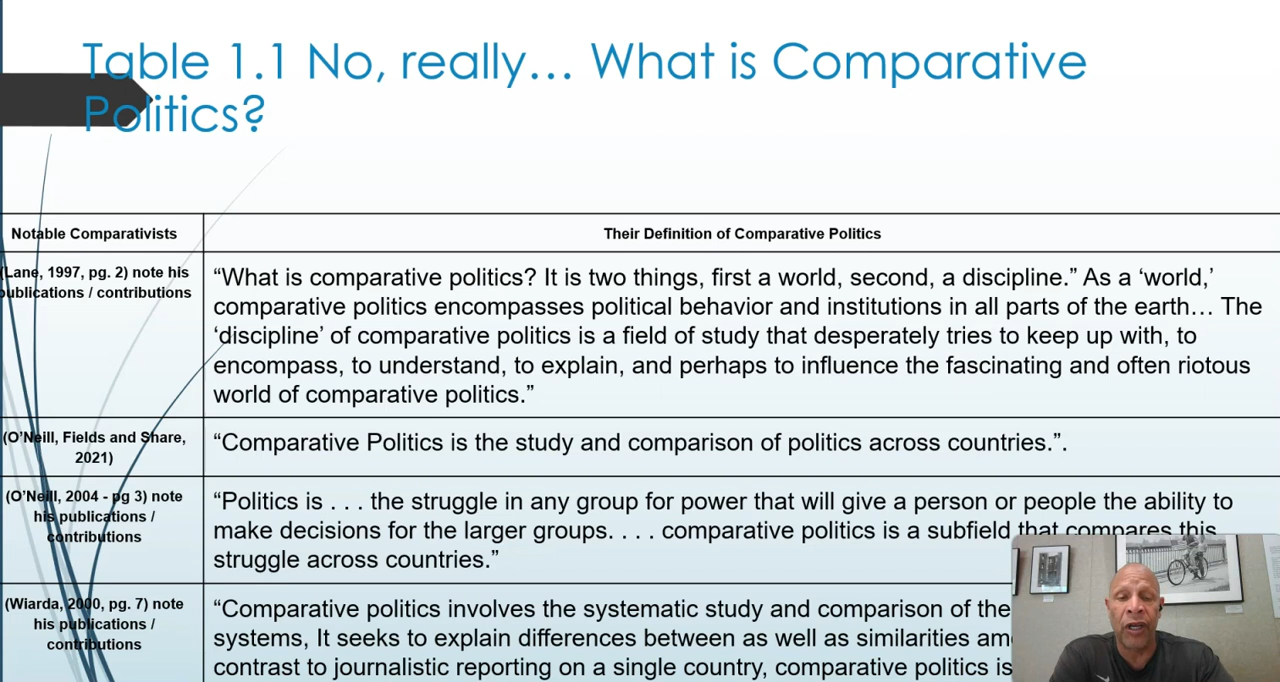 Table 1.1 No, really… What is Comparative
Politics?
Notable Comparativists
Their Definition of Comparative Politics
(Lane, 1997, pg. 2) note his
publications / contributions
“What is comparative politics? It is two things, first a world, second, a discipline.” As a ‘world,’
comparative politics encompasses political behavior and institutions in all parts of the earth… The
‘discipline’ of comparative politics is a field of study that desperately tries to keep up with, to
encompass, to understand, to explain, and perhaps to influence the fascinating and often riotous
world of comparative politics.”
(O’Neill, Fields and Share,
2021)
“Comparative Politics is the study and comparison of politics across countries.”.
(O’Neill, 2004 - pg 3) note
his publications /
contributions
“Politics is . . . the struggle in any group for power that will give a person or people the ability to
make decisions for the larger groups. . . . comparative politics is a subfield that compares this
struggle across countries.”
(Wiarda, 2000, pg. 7) note
his publications /
contributions
“Comparative politics involves the systematic study and comparison of the
systems, It seeks to explain differences between as well as similarities
contrast to journalistic reporting on a single country, comparative politics is